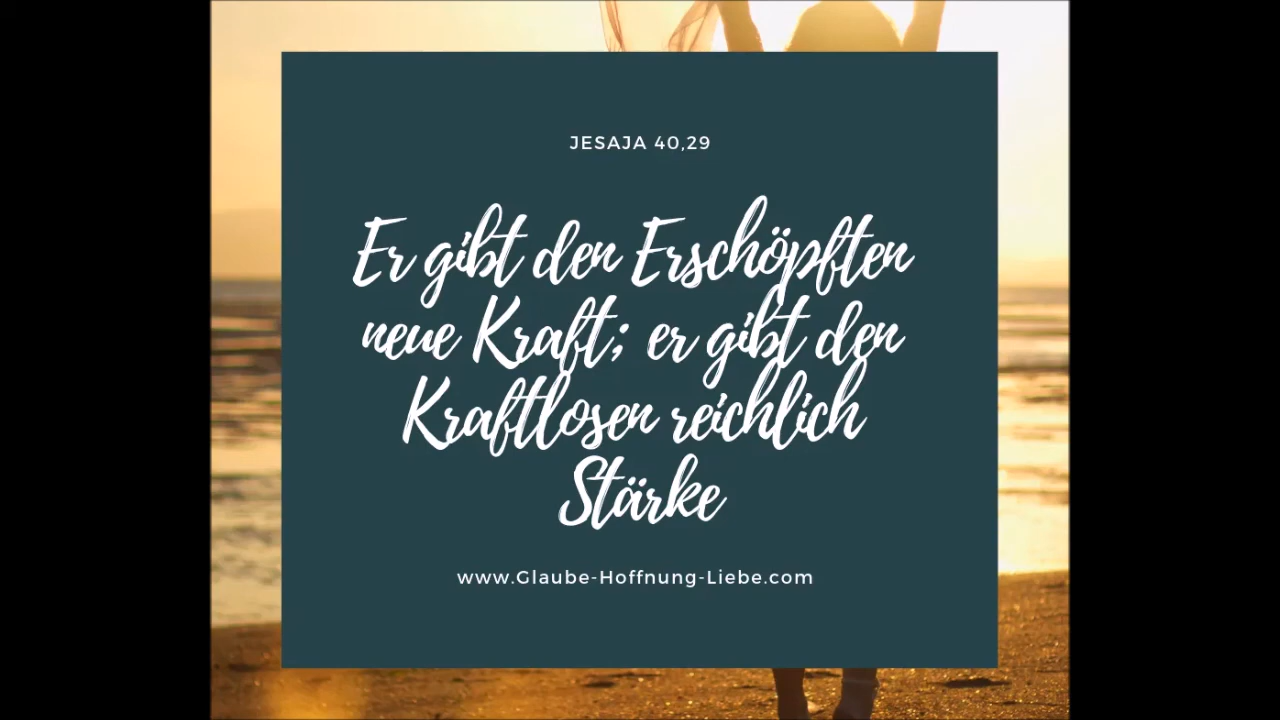 JESAJA 40,29
Er gibt den Erschöpften
neue Kraft; er gibt den
Kraftlosen reichlich
Stärke
www.Glaube-Hoffnung-Liebe.com